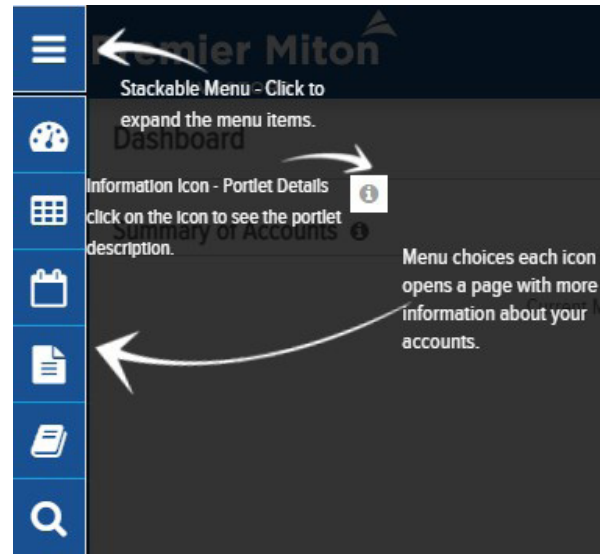 Premier Miton
Stackable Menu - Click to
expand the menu items.
Dashboard
Information Icon - Portlet Details
click on the icon to see the portlet
description.
Summary of Accounts
Menu choices each icon
opens a page with more
information about your
accounts.
Current